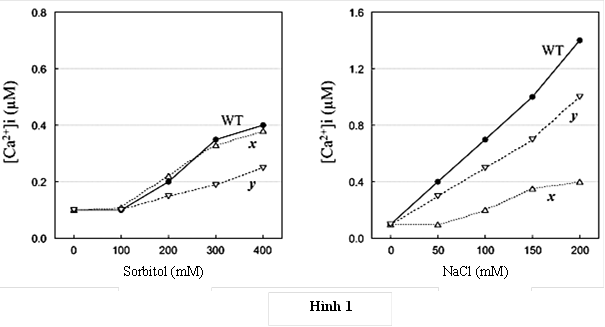 0.8
0.6
0.4
0.2
0.0
[Ca²⁺]i (µM)
WT
x
y
0 100 200 300 400
Sorbitol (mM)
1.6
1.2
0.8
0.4
0.0
[Ca²⁺]i (µM)
WT
y
x
0 50 100 150 200
NaCl (mM)
Hình 1